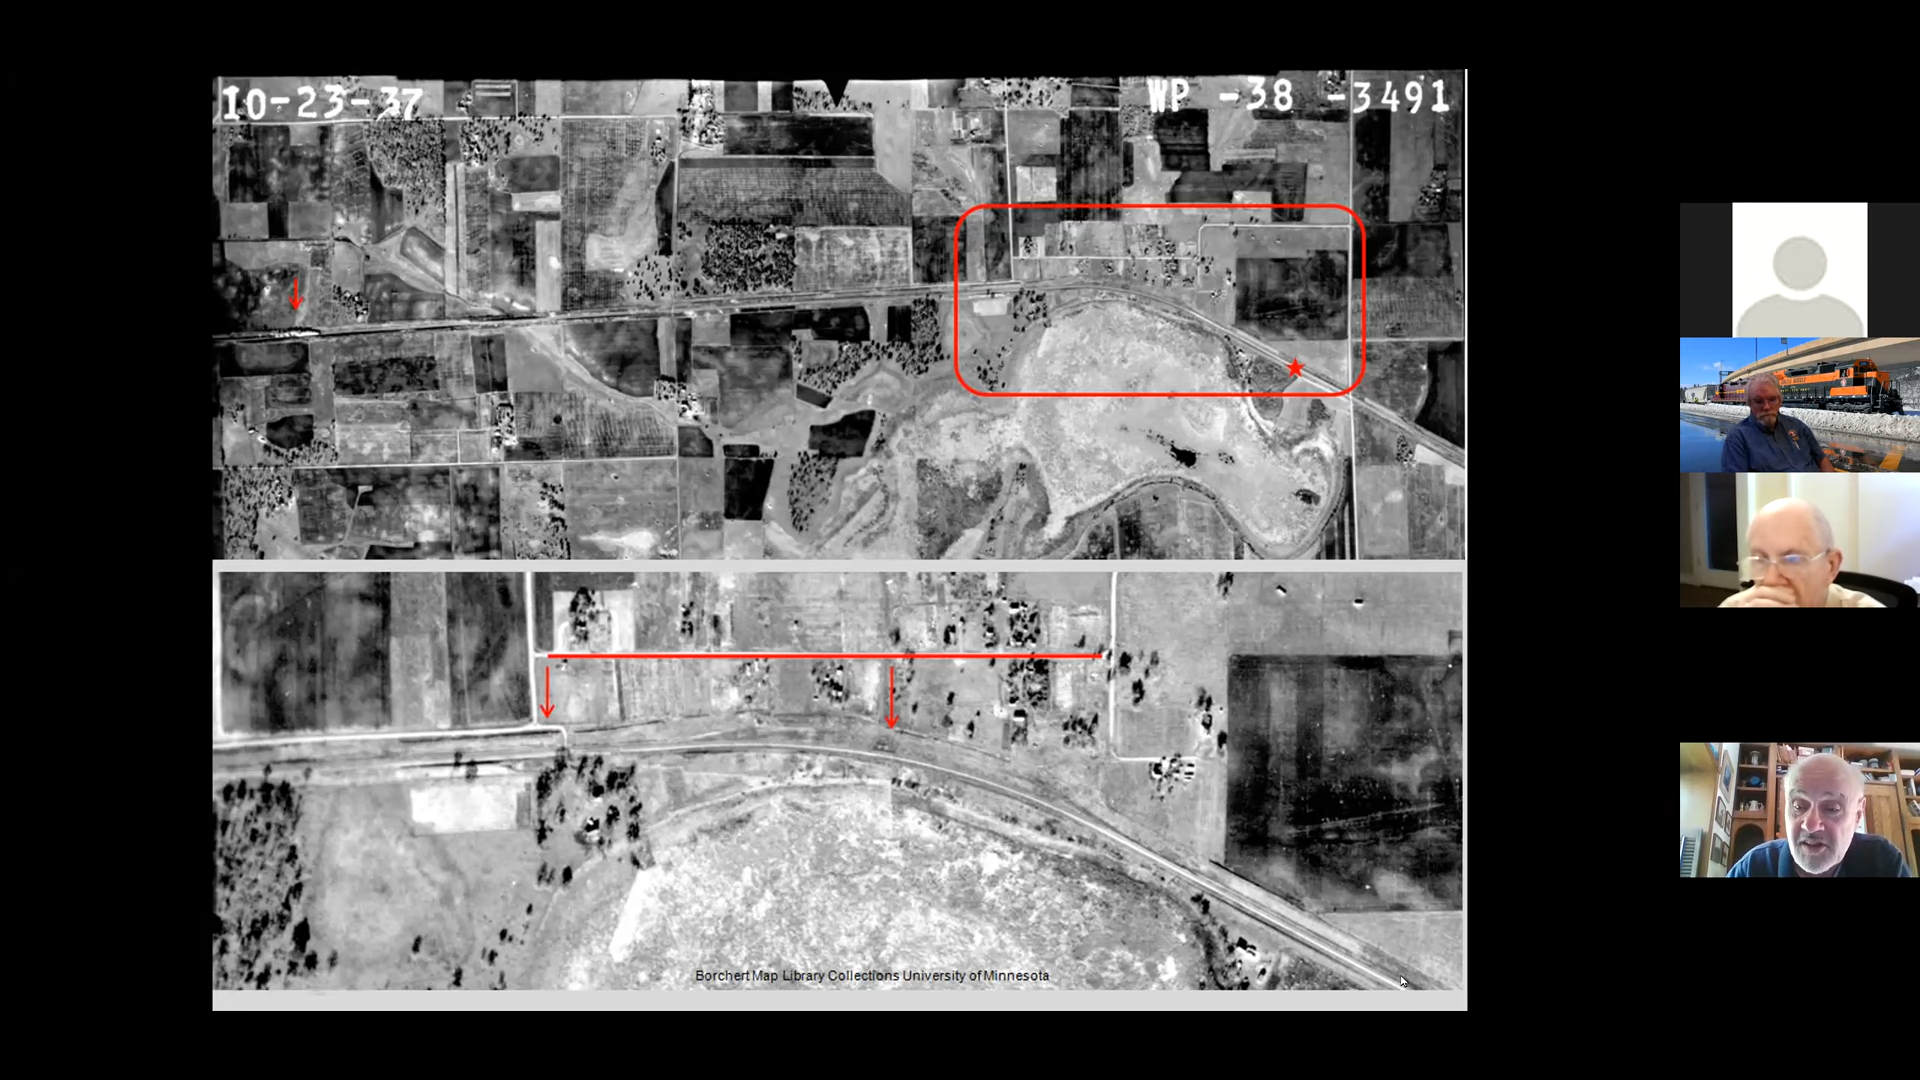 10-23-37
WP -38 -3491
Borchert Map Library Collections University of Minnesota